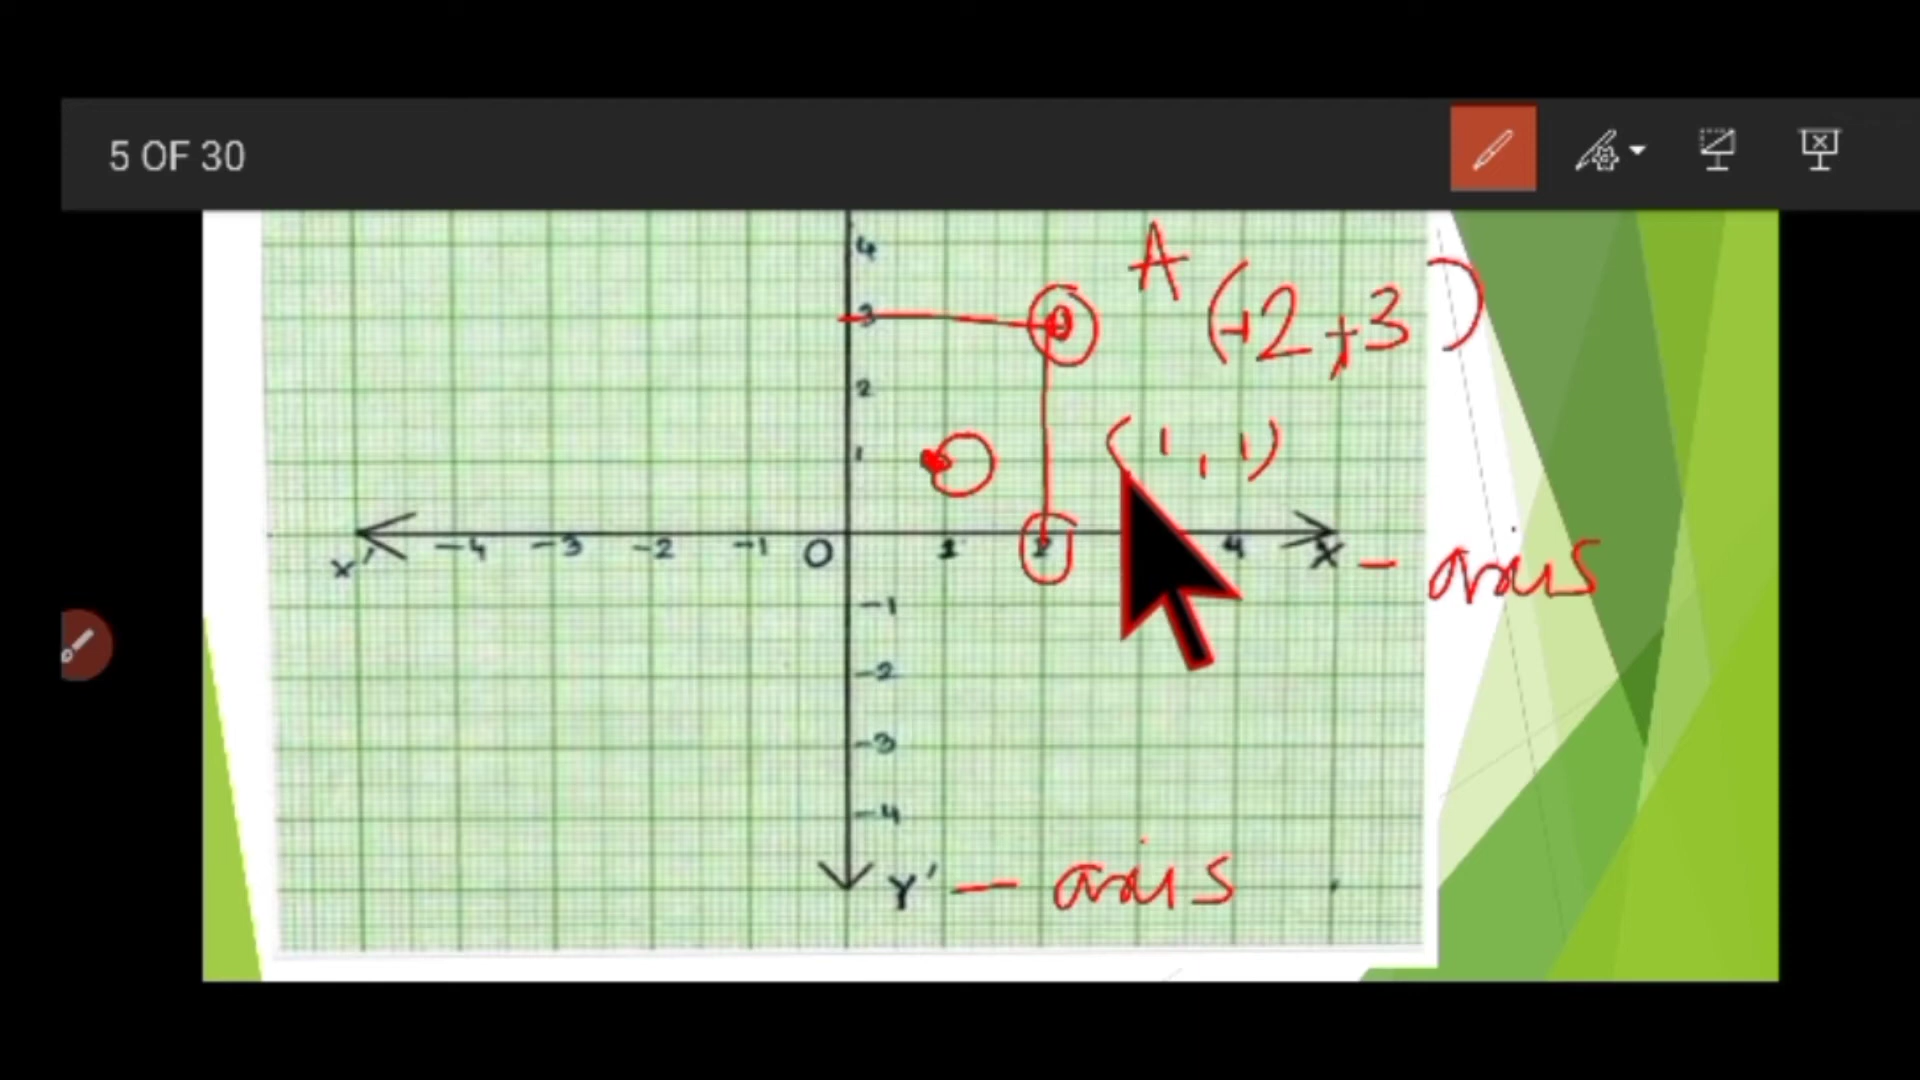 5 OF 30
4
A
3
(+2,+3)
2
1
(1,1)
X'
-4 -3 -2 -1 O 1 2 4 X - axis
-1
-2
-3
-4
Y' - axis